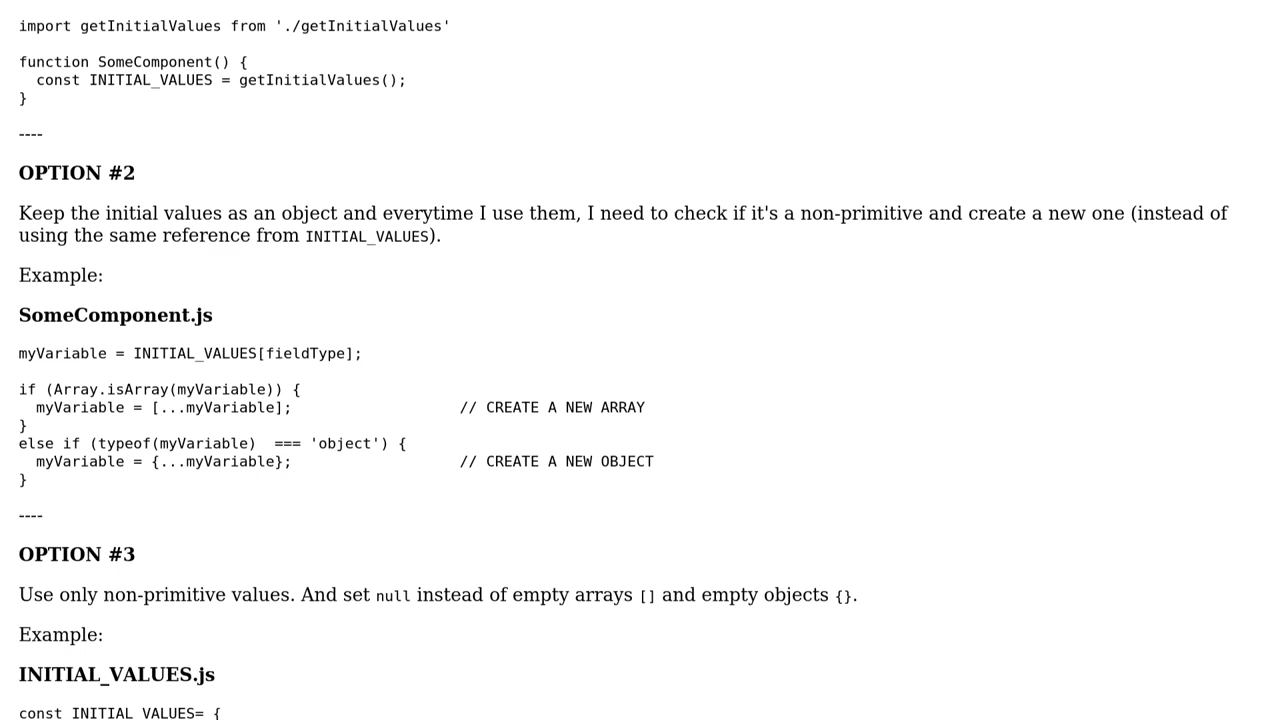 import getInitialValues from './getInitialValues'
function SomeComponent() {
  const INITIAL_VALUES = getInitialValues();
}
----
OPTION #2
Keep the initial values as an object and everytime I use them, I need to check if it's a non-primitive and create a new one (instead of
using the same reference from INITIAL_VALUES).
Example:
SomeComponent.js
myVariable = INITIAL_VALUES[fieldType];
if (Array.isArray(myVariable)) {
  myVariable = [...myVariable];                   // CREATE A NEW ARRAY
}
else if (typeof(myVariable)  === 'object') {
  myVariable = {...myVariable};                   // CREATE A NEW OBJECT
}
----
OPTION #3
Use only non-primitive values. And set null instead of empty arrays [] and empty objects {}.
Example:
INITIAL_VALUES.js
const INITIAL_VALUES= {